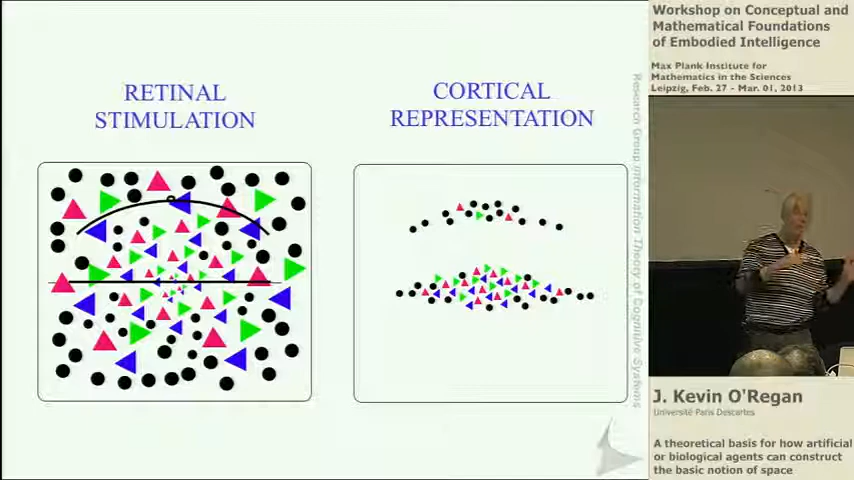 RETINAL
STIMULATION
CORTICAL
REPRESENTATION
Research Group Information Theory of Cognitive Systems
Workshop on Conceptual and
Mathematical Foundations
of Embodied Intelligence
Max Plank Institute for
Mathematics in the Sciences
Leipzig, Feb. 27 - Mar. 01, 2013
J. Kevin O'Regan
Université Paris Descartes
A theoretical basis for how artificial
or biological agents can construct
the basic notion of space